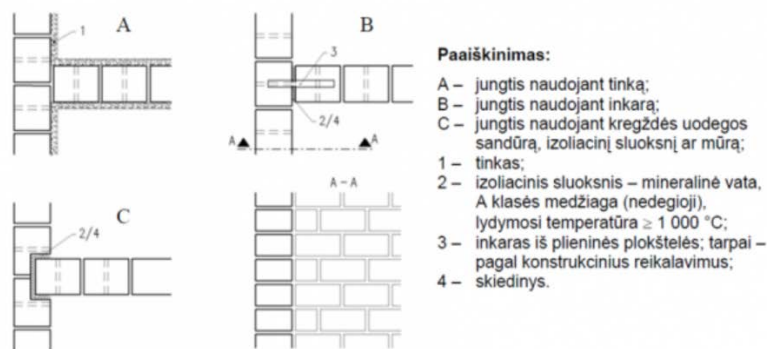 1
A
B
3
2/4
A
A
A-A
C
2/4
Paaiškinimas:
A – jungtis naudojant tinką;
B – jungtis naudojant inkarą;
C – jungtis naudojant kregždės uodegos
sandūrą, izoliacinį sluoksnį ar mūrą;
1 – tinkas;
2 – izoliacinis sluoksnis – mineralinė vata,
A klasės medžiaga (nedegioji),
lydymosi temperatūra ≥ 1 000 °C;
3 – inkaras iš plieninės plokštelės; tarpai –
pagal konstrukcinius reikalavimus;
4 – skiedinys.